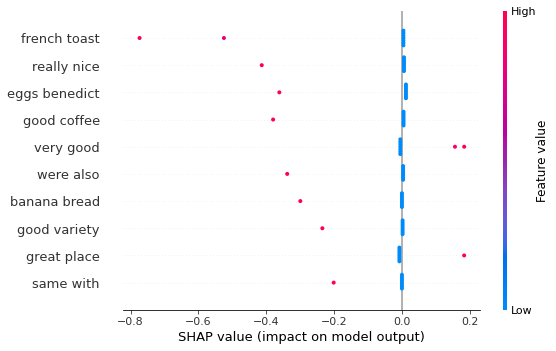 High
french toast
really nice
eggs benedict
good coffee
very good
were also
banana bread
good variety
great place
same with
Feature value
Low
−0.8 −0.6 −0.4 −0.2 0.0 0.2
SHAP value (impact on model output)